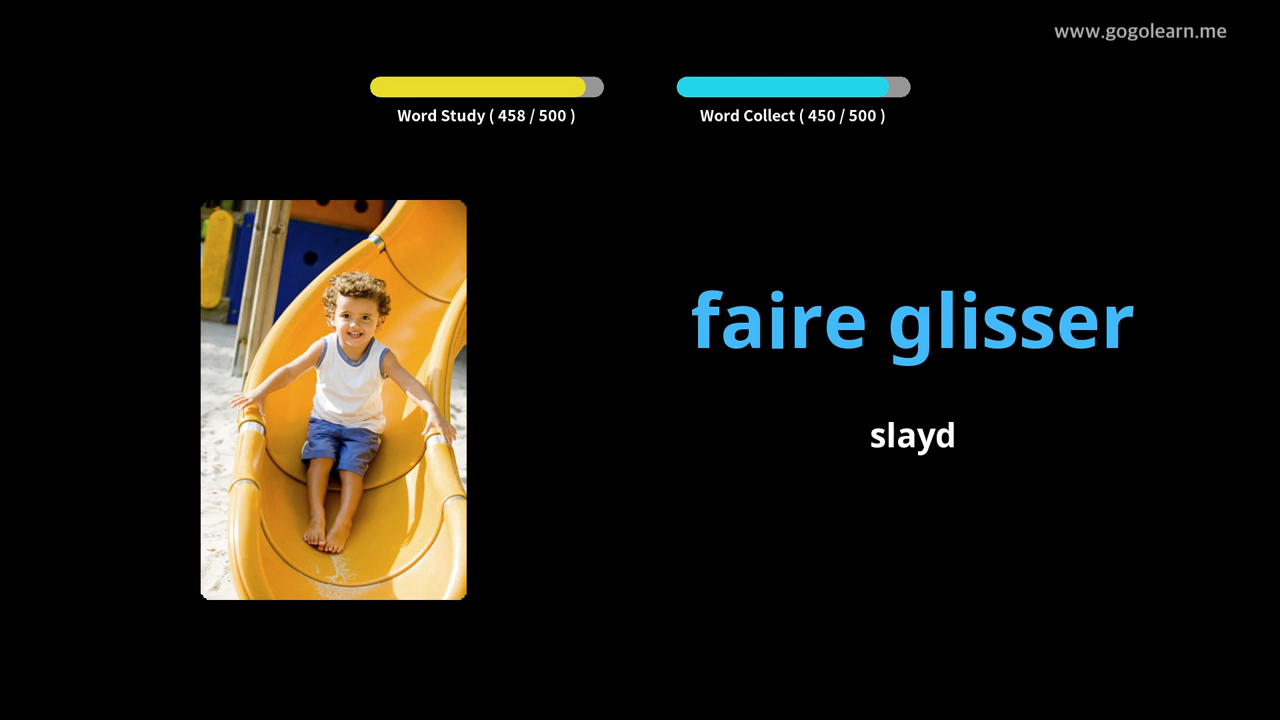 www.gogolearn.me
Word Study ( 458 / 500 )
Word Collect ( 450 / 500 )
faire glisser
slayd